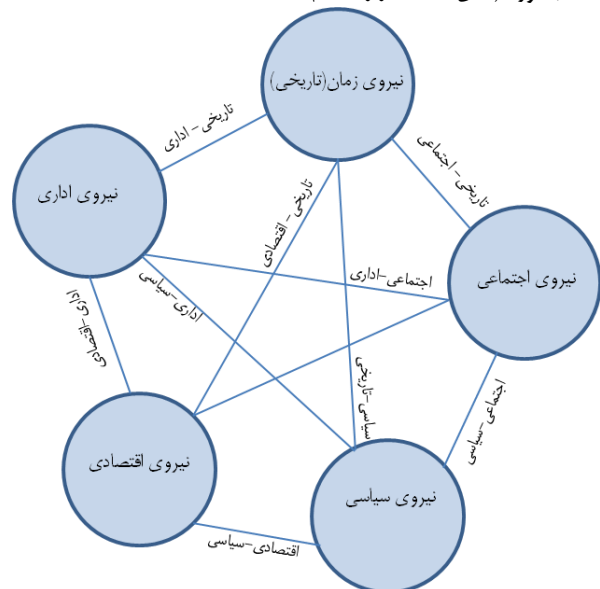 نیروی زمان(تاریخی)
تاریخی - اداری
تاریخی - اجتماعی
نیروی اداری
تاریخی - اقتصادی
نیروی اجتماعی
اجتماعی-اداری
اداری-سیاسی
اداری-اقتصادی
سیاسی-تاریخی
اجتماعی-سیاسی
نیروی اقتصادی
نیروی سیاسی
اقتصادی-سیاسی